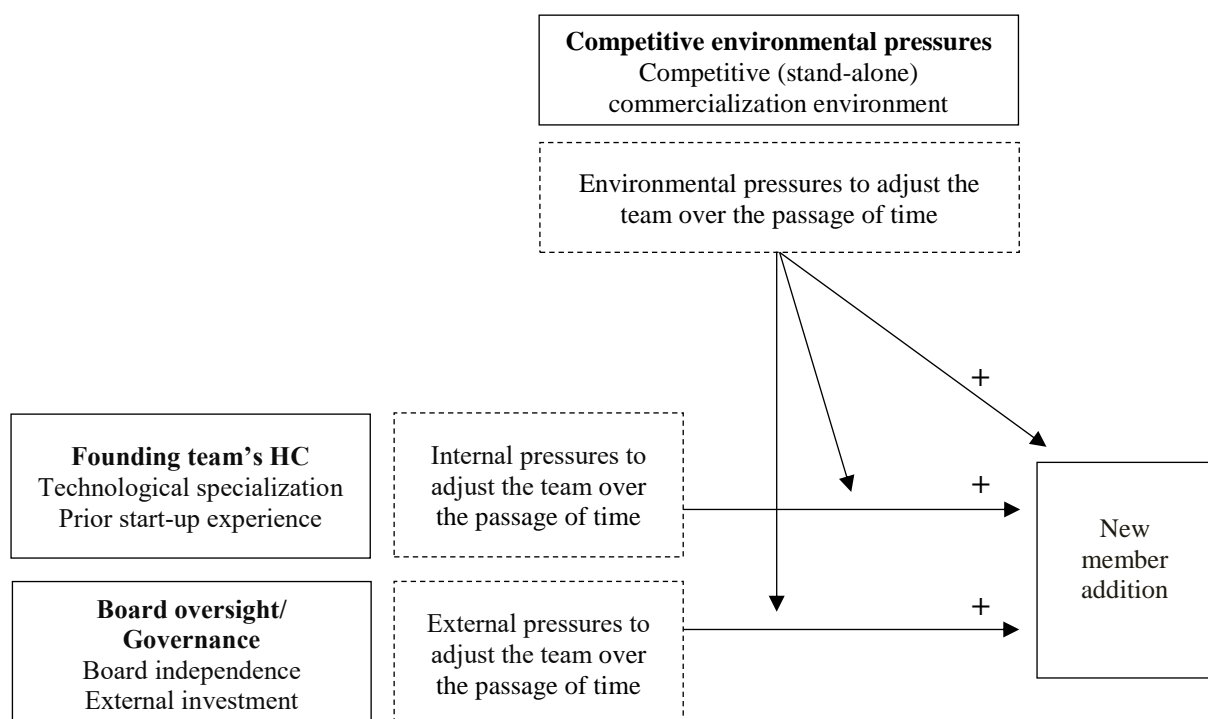 Competitive environmental pressures
Competitive (stand-alone)
commercialization environment
Environmental pressures to adjust the
team over the passage of time
+
Founding team’s HC
Technological specialization
Prior start-up experience
Internal pressures to
adjust the team over
the passage of time
+
New
member
addition
Board oversight/
Governance
Board independence
External investment
External pressures to
adjust the team over
the passage of time
+